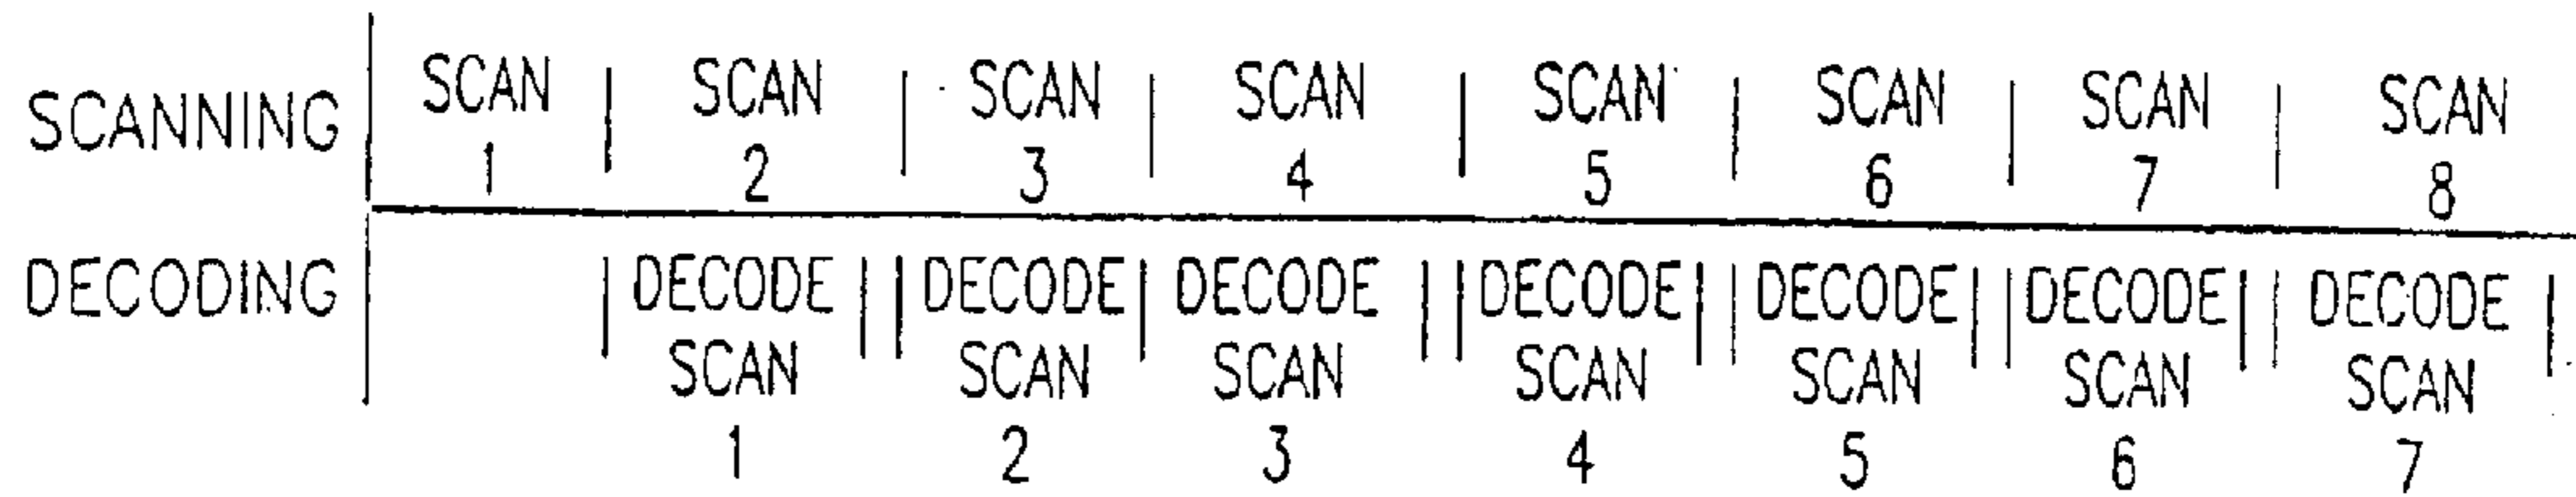 SCANNING SCAN SCAN SCAN SCAN SCAN SCAN SCAN SCAN
1 2 3 4 5 6 7 8
DECODING DECODE DECODE DECODE DECODE DECODE DECODE DECODE
SCAN SCAN SCAN SCAN SCAN SCAN SCAN
1 2 3 4 5 6 7